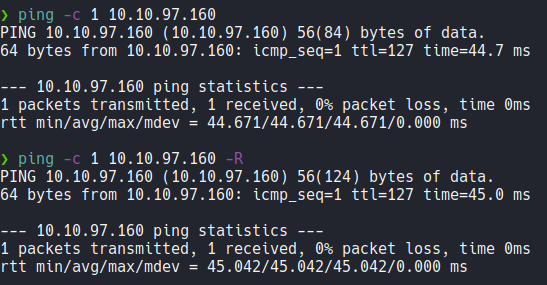 ❯ ping -c 1 10.10.97.160
PING 10.10.97.160 (10.10.97.160) 56(84) bytes of data.
64 bytes from 10.10.97.160: icmp_seq=1 ttl=127 time=44.7 ms

--- 10.10.97.160 ping statistics ---
1 packets transmitted, 1 received, 0% packet loss, time 0ms
rtt min/avg/max/mdev = 44.671/44.671/44.671/0.000 ms

❯ ping -c 1 10.10.97.160 -R
PING 10.10.97.160 (10.10.97.160) 56(124) bytes of data.
64 bytes from 10.10.97.160: icmp_seq=1 ttl=127 time=45.0 ms

--- 10.10.97.160 ping statistics ---
1 packets transmitted, 1 received, 0% packet loss, time 0ms
rtt min/avg/max/mdev = 45.042/45.042/45.042/0.000 ms